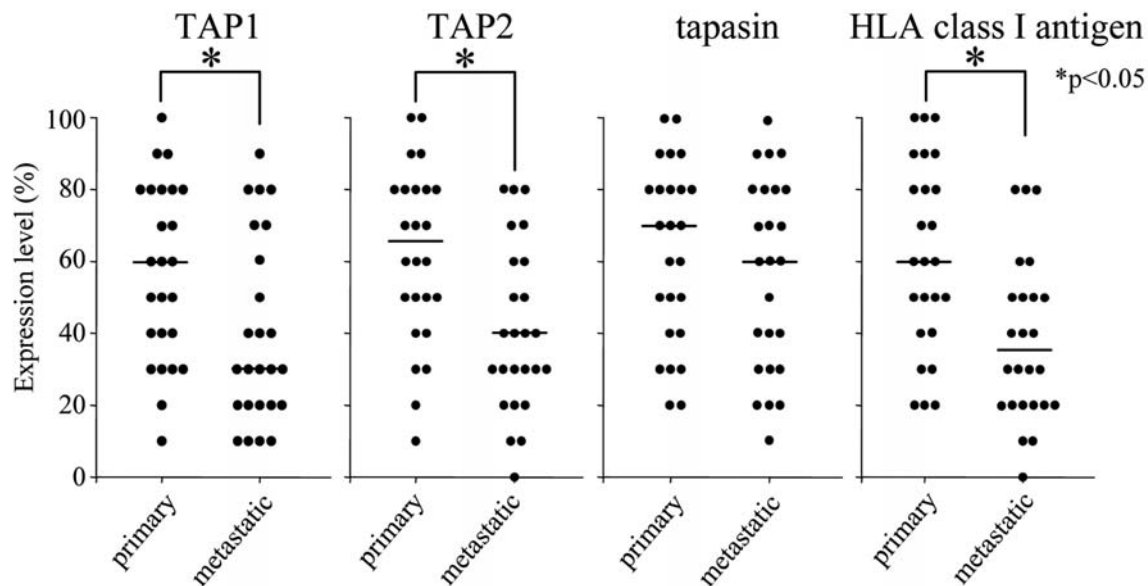 TAP1 TAP2 tapasin HLA class I antigen
* * *
*p<0.05
Expression level (%)
100
80
60
40
20
0
primary metastatic primary metastatic primary metastatic primary metastatic